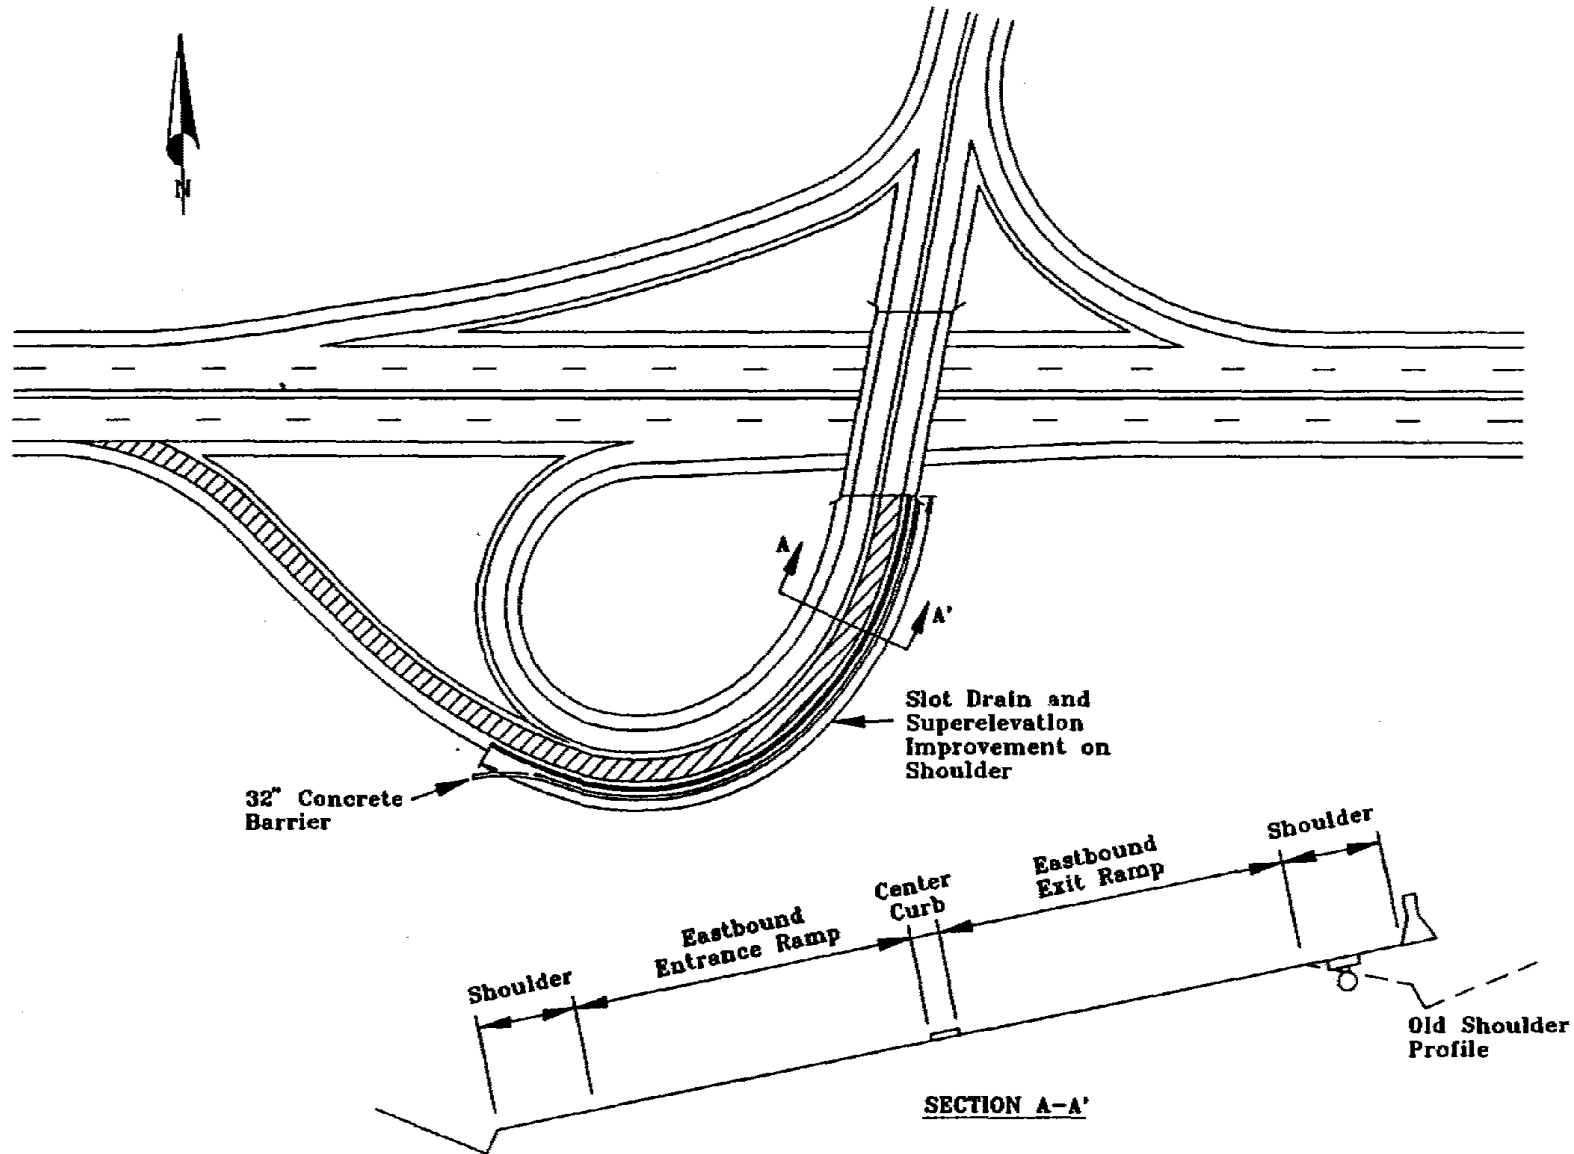 N
A
A'
Slot Drain and
Superelevation
Improvement on
Shoulder
32" Concrete
Barrier
Shoulder
Eastbound
Entrance Ramp
Center
Curb
Eastbound
Exit Ramp
Shoulder
Old Shoulder
Profile
SECTION A-A'